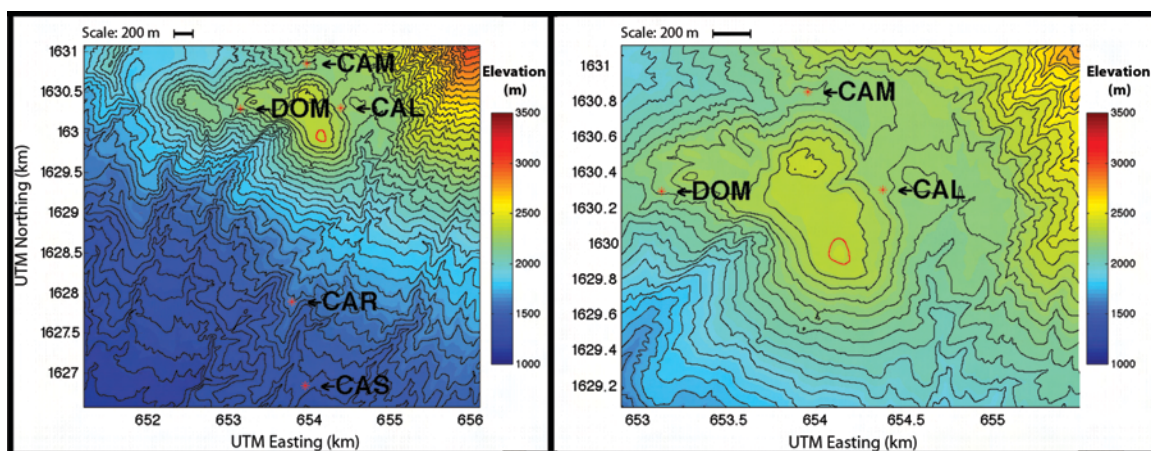 Scale: 200 m
1631
1630.5
163
1629.5
1629
1628.5
1628
1627.5
1627
UTM Northing (km)
CAM
DOM
CAL
CAR
CAS
652
653
654
655
656
UTM Easting (km)
Elevation
(m)
3500
3000
2500
2000
1500
1000
Scale: 200 m
1631
1630.8
1630.6
1630.4
1630.2
1630
1629.8
1629.6
1629.4
1629.2
CAM
DOM
CAL
653
653.5
654
654.5
655
UTM Easting (km)
Elevation
(m)
3500
3000
2500
2000
1500
1000